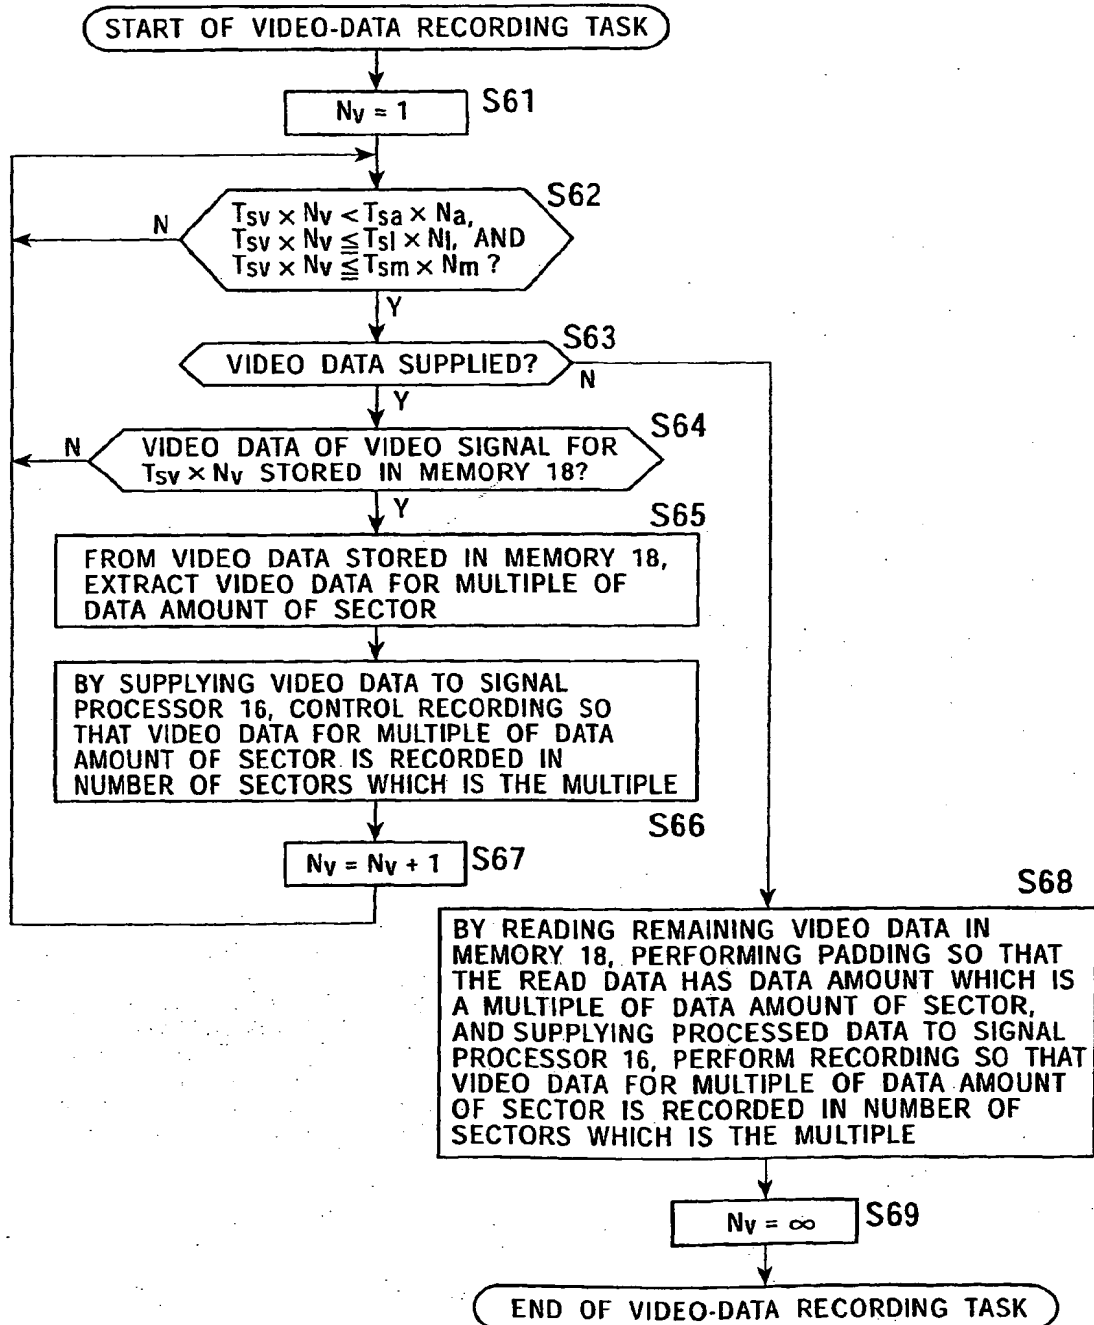 START OF VIDEO-DATA RECORDING TASK
Nv = 1
S61
S62
Tsv × Nv < Tsa × Na,
Tsv × Nv ≦ Tsl × Nl, AND
Tsv × Nv ≦ Tsm × Nm ?
N
Y
S63
VIDEO DATA SUPPLIED?
N
Y
S64
VIDEO DATA OF VIDEO SIGNAL FOR
Tsv × Nv STORED IN MEMORY 18?
N
Y
S65
FROM VIDEO DATA STORED IN MEMORY 18,
EXTRACT VIDEO DATA FOR MULTIPLE OF
DATA AMOUNT OF SECTOR
BY SUPPLYING VIDEO DATA TO SIGNAL
PROCESSOR 16, CONTROL RECORDING SO
THAT VIDEO DATA FOR MULTIPLE OF DATA
AMOUNT OF SECTOR IS RECORDED IN
NUMBER OF SECTORS WHICH IS THE MULTIPLE
S66
Nv = Nv + 1
S67
S68
BY READING REMAINING VIDEO DATA IN
MEMORY 18, PERFORMING PADDING SO THAT
THE READ DATA HAS DATA AMOUNT WHICH IS
A MULTIPLE OF DATA AMOUNT OF SECTOR,
AND SUPPLYING PROCESSED DATA TO SIGNAL
PROCESSOR 16, PERFORM RECORDING SO THAT
VIDEO DATA FOR MULTIPLE OF DATA AMOUNT
OF SECTOR IS RECORDED IN NUMBER OF
SECTORS WHICH IS THE MULTIPLE
Nv = ∞
S69
END OF VIDEO-DATA RECORDING TASK